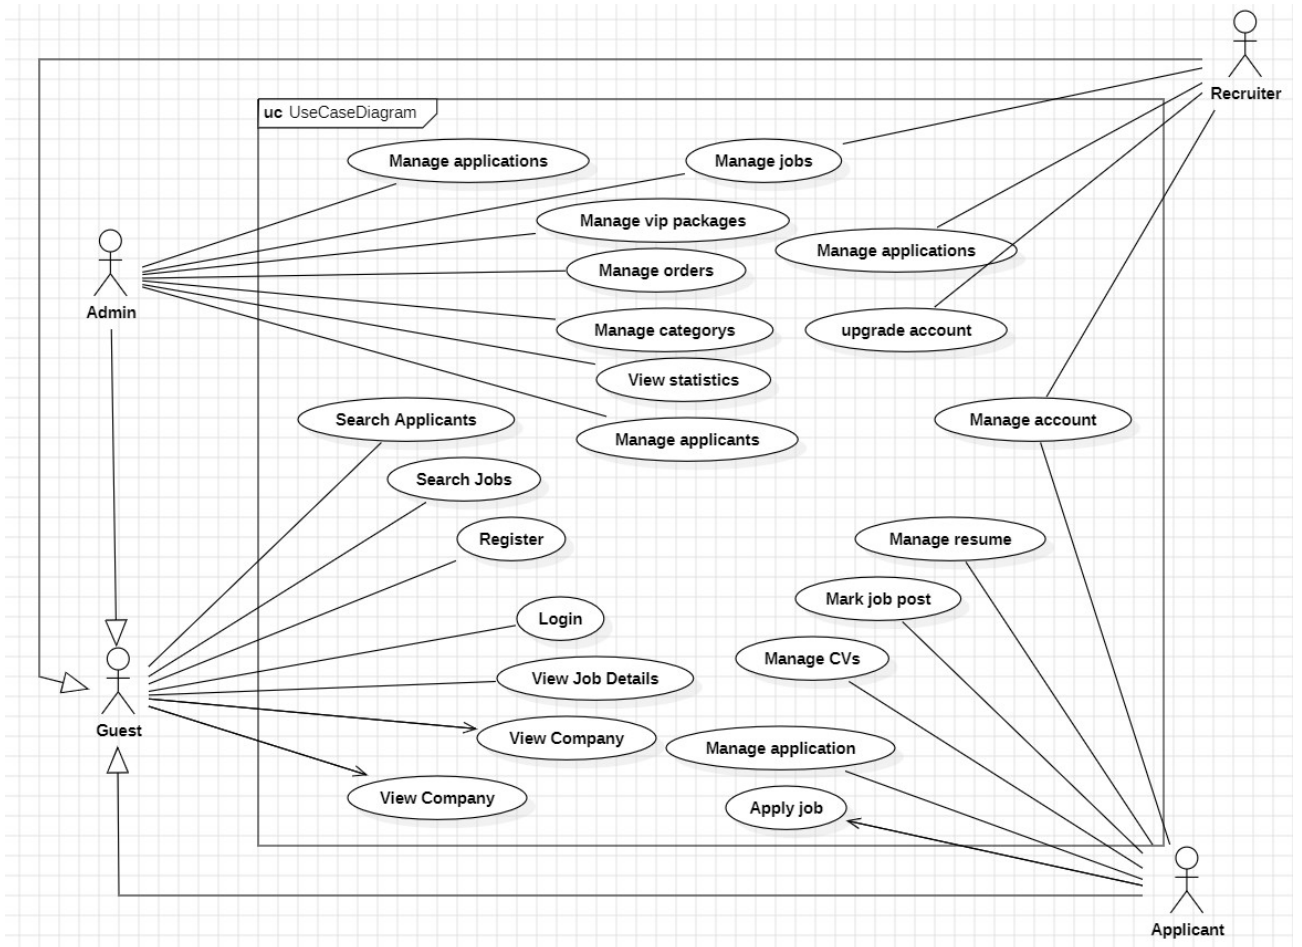 Recruiter
uc UseCaseDiagram
Manage applications
Manage jobs
Manage vip packages
Manage applications
Manage orders
Admin
Manage categorys
upgrade account
View statistics
Search Applicants
Manage account
Manage applicants
Search Jobs
Register
Manage resume
Mark job post
Login
Manage CVs
View Job Details
Guest
View Company
Manage application
View Company
Apply job
Applicant